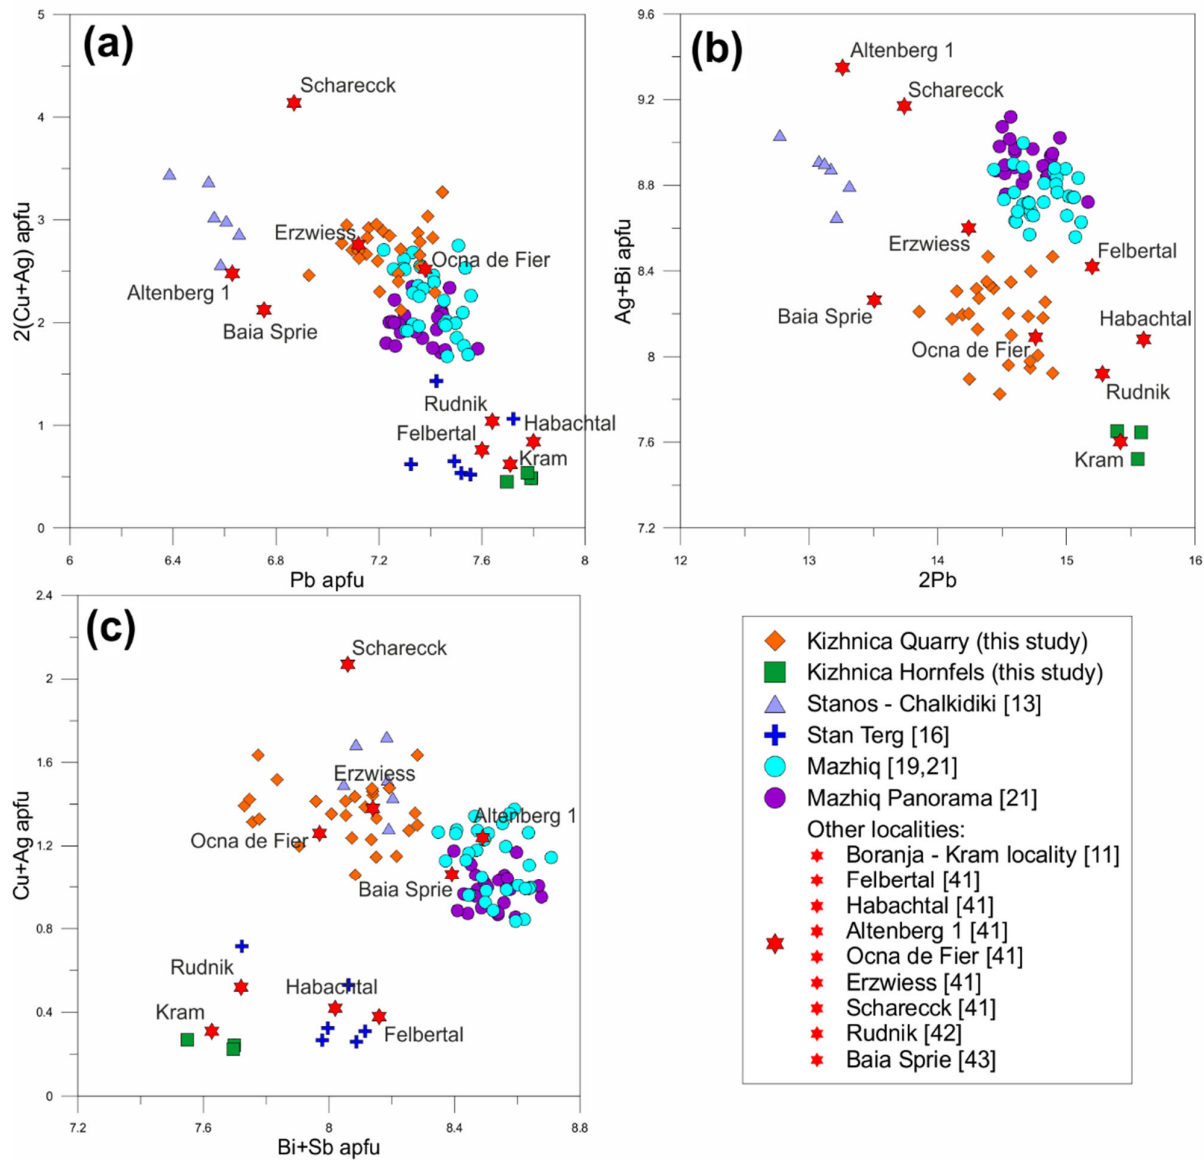 (a)
5
4
3
2
1
0
2(Cu+Ag) apfu
Scharecck
Erzwiess
Ocna de Fier
Altenberg 1
Baia Sprie
Rudnik
Habachtal
Felbertal
Kram
6
6.4
6.8
7.2
7.6
8
Pb apfu
(b)
9.6
9.2
8.8
8.4
8
7.6
7.2
Ag+Bi apfu
Altenberg 1
Scharecck
Erzwiess
Felbertal
Baia Sprie
Habachtal
Ocna de Fier
Rudnik
Kram
12
13
14
15
16
2Pb
(c)
2.4
2
1.6
1.2
0.8
0.4
0
Cu+Ag apfu
Scharecck
Erzwiess
Altenberg 1
Ocna de Fier
Baia Sprie
Rudnik
Habachtal
Kram
Felbertal
7.2
7.6
8
8.4
8.8
Bi+Sb apfu
Kizhnica Quarry (this study)
Kizhnica Hornfels (this study)
Stanos - Chalkidiki [13]
Stan Terg [16]
Mazhiq [19,21]
Mazhiq Panorama [21]
Other localities:
Boranja - Kram locality [11]
Felbertal [41]
Habachtal [41]
Altenberg 1 [41]
Ocna de Fier [41]
Erzwiess [41]
Scharecck [41]
Rudnik [42]
Baia Sprie [43]